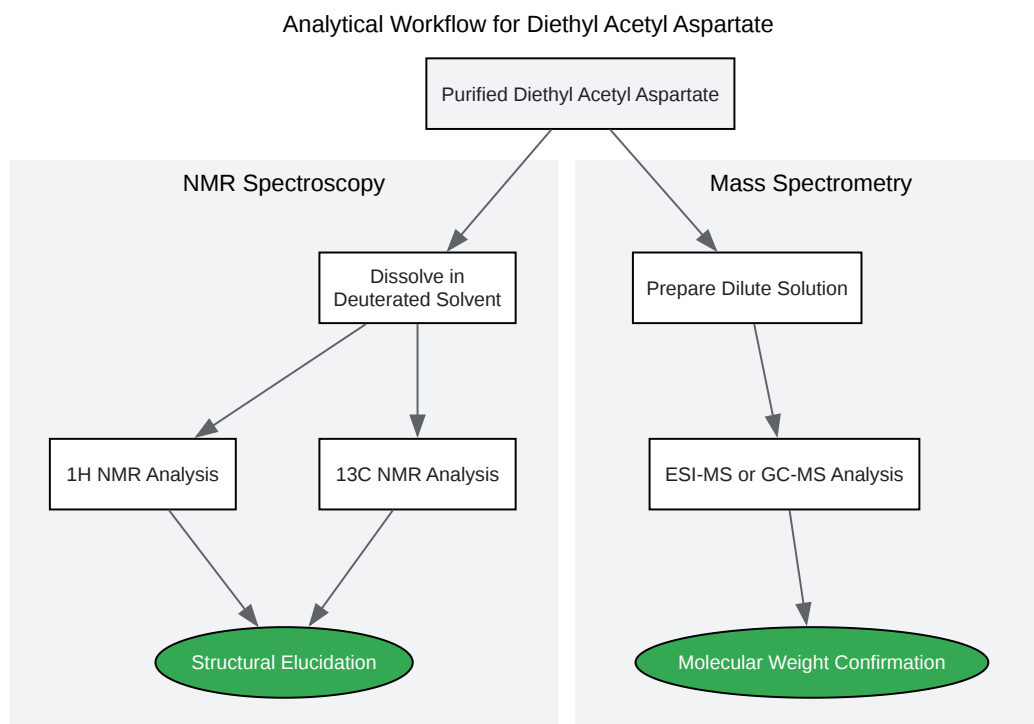 Analytical Workflow for Diethyl Acetyl Aspartate
Purified Diethyl Acetyl Aspartate
NMR Spectroscopy
Mass Spectrometry
Dissolve in
Deuterated Solvent
Prepare Dilute Solution
1H NMR Analysis
13C NMR Analysis
ESI-MS or GC-MS Analysis
Structural Elucidation
Molecular Weight Confirmation